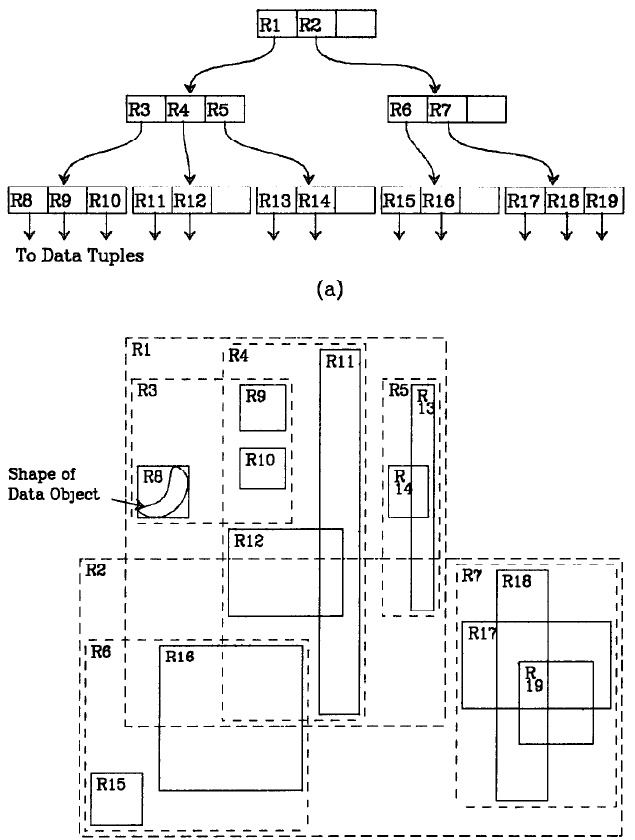 R1 R2
R3 R4 R5
R6 R7
R8 R9 R10
R11 R12
R13 R14
R15 R16
R17 R18 R19
To Data Tuples
(a)
R1
R4
R11
R3
R9
R5
R
13
R10
R8
R
14
Shape of
Data Object
R12
R2
R7
R18
R17
R6
R16
R
19
R15